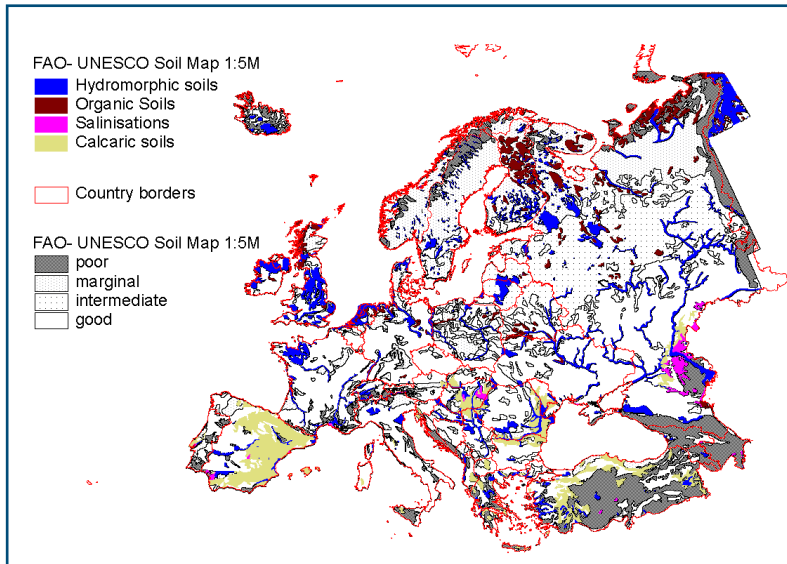 FAO- UNESCO Soil Map 1:5M
Hydromorphic soils
Organic Soils
Salinisations
Calcaric soils
Country borders
FAO- UNESCO Soil Map 1:5M
poor
marginal
intermediate
good